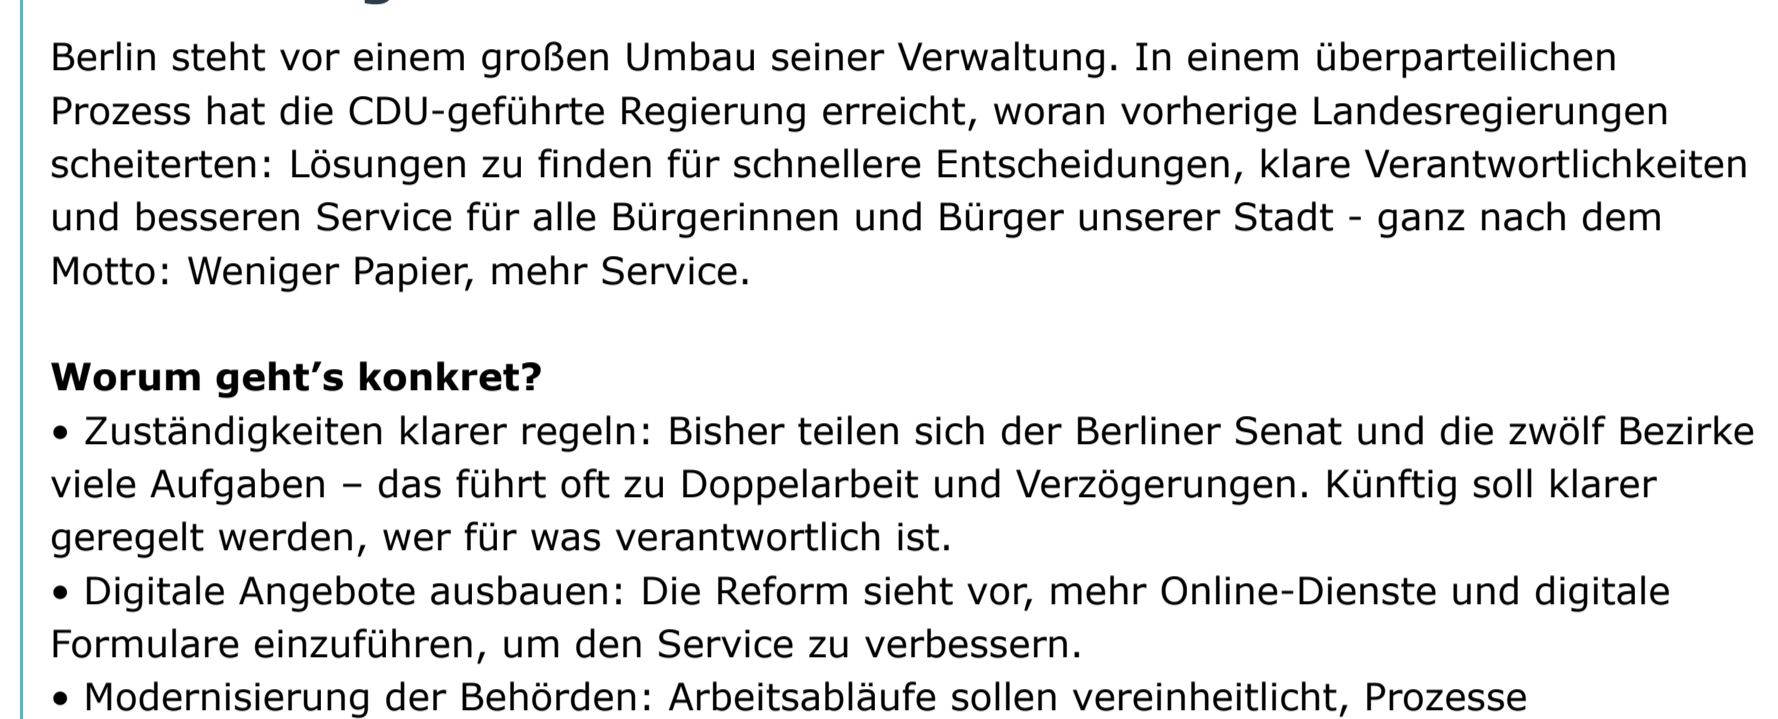 Berlin steht vor einem großen Umbau seiner Verwaltung. In einem überparteilichen
Prozess hat die CDU-geführte Regierung erreicht, woran vorherige Landesregierungen
scheiterten: Lösungen zu finden für schnellere Entscheidungen, klare Verantwortlichkeiten
und besseren Service für alle Bürgerinnen und Bürger unserer Stadt - ganz nach dem
Motto: Weniger Papier, mehr Service.
Worum geht’s konkret?
• Zuständigkeiten klarer regeln: Bisher teilen sich der Berliner Senat und die zwölf Bezirke
viele Aufgaben – das führt oft zu Doppelarbeit und Verzögerungen. Künftig soll klarer
geregelt werden, wer für was verantwortlich ist.
• Digitale Angebote ausbauen: Die Reform sieht vor, mehr Online-Dienste und digitale
Formulare einzuführen, um den Service zu verbessern.
• Modernisierung der Behörden: Arbeitsabläufe sollen vereinheitlicht, Prozesse